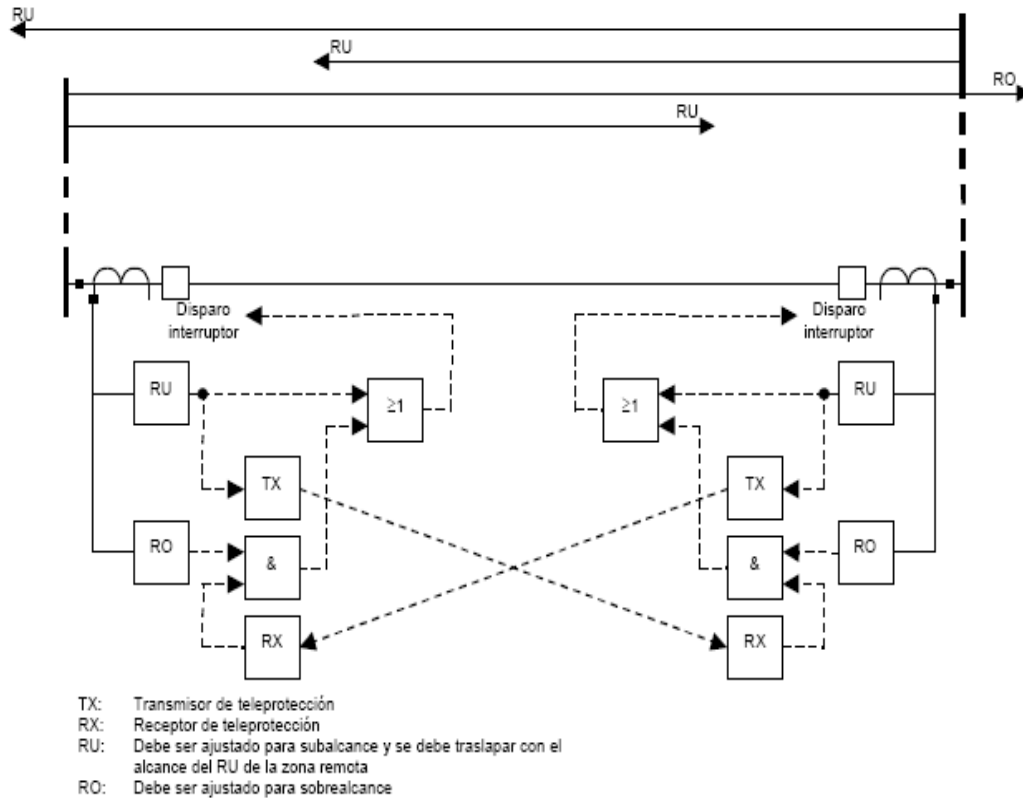 RU
RU
RO
RU
Disparo
interruptor
Disparo
interruptor
RU
≥1
≥1
RU
TX
TX
RO
&
&
RO
RX
RX
TX: Transmisor de teleprotección
RX: Receptor de teleprotección
RU: Debe ser ajustado para subalcance y se debe traslapar con el
alcance del RU de la zona remota
RO: Debe ser ajustado para sobrealcance